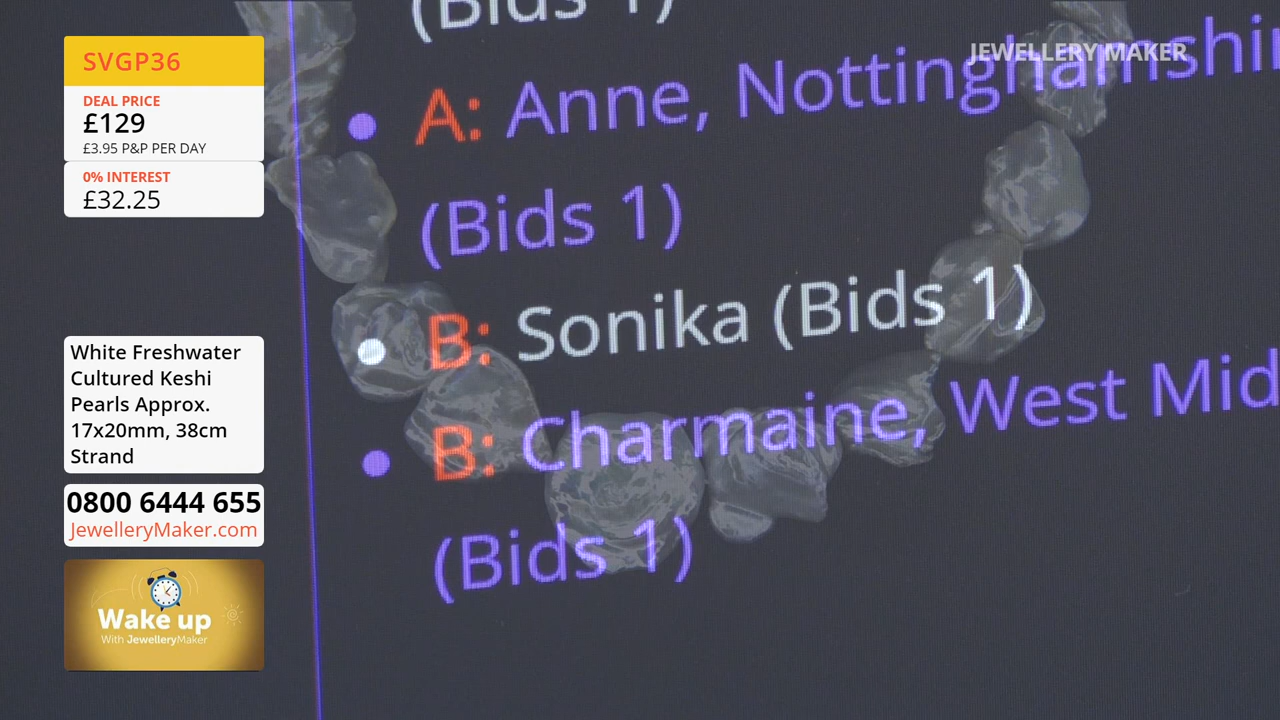 SVGP36
DEAL PRICE
£129
£3.95 P&P PER DAY
0% INTEREST
£32.25
White Freshwater
Cultured Keshi
Pearls Approx.
17x20mm, 38cm
Strand
0800 6444 655
JewelleryMaker.com
Wake up
With JewelleryMaker
JEWELLERY MAKER
(Bids 1)
A: Anne,
(Bids 1)
B: Sonika (Bids 1)
B: Charmaine, West
(Bids 1)